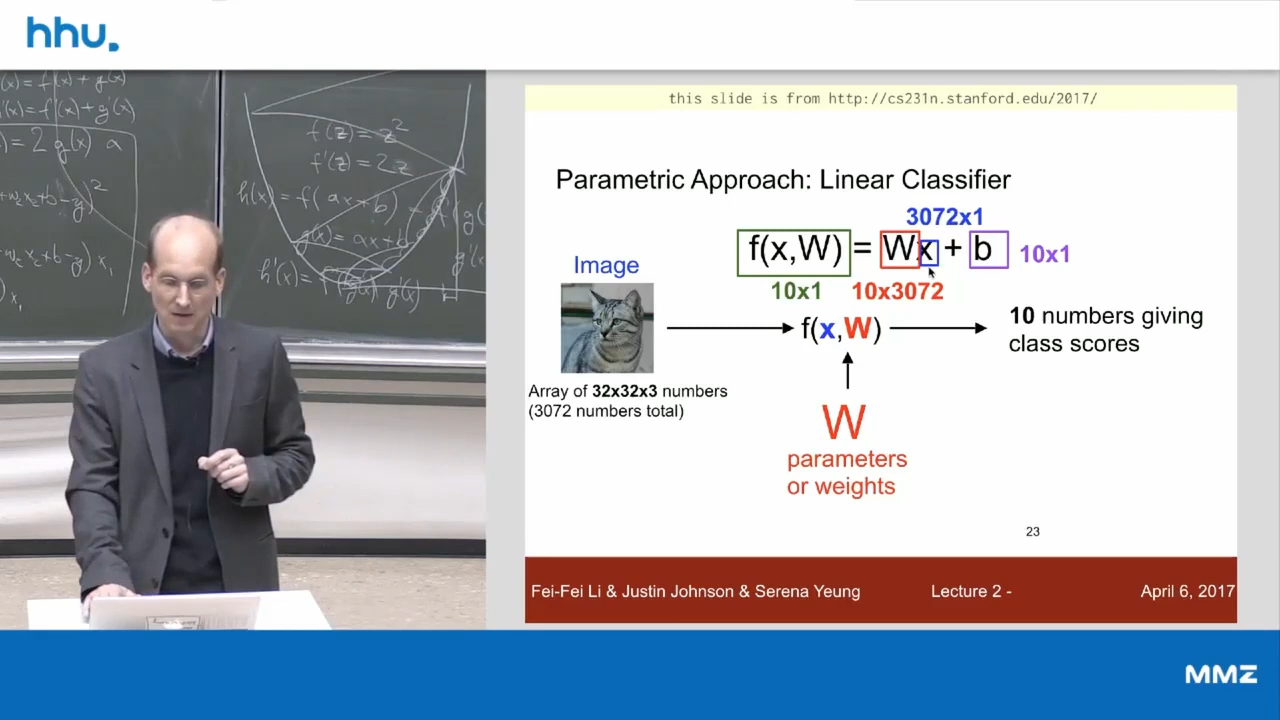 hhu.
f(z) = z²
f'(z) = 2z
h(x) = f( ax + b )
g(x) = ax + b
h'(x) =
this slide is from http://cs231n.stanford.edu/2017/
Parametric Approach: Linear Classifier
3072x1
f(x,W) = Wx + b
10x1
10x1 10x3072
Image
f(x,W)
10 numbers giving
class scores
Array of 32x32x3 numbers
(3072 numbers total)
W
parameters
or weights
23
Fei-Fei Li & Justin Johnson & Serena Yeung Lecture 2 - April 6, 2017
MMZ